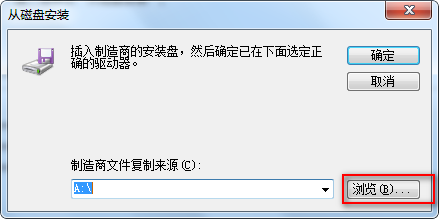 从磁盘安装
插入制造商的安装盘，然后确定已在下面选定正
确的驱动器。
确定
取消
制造商文件复制来源(C):
A:\
浏览(B)...